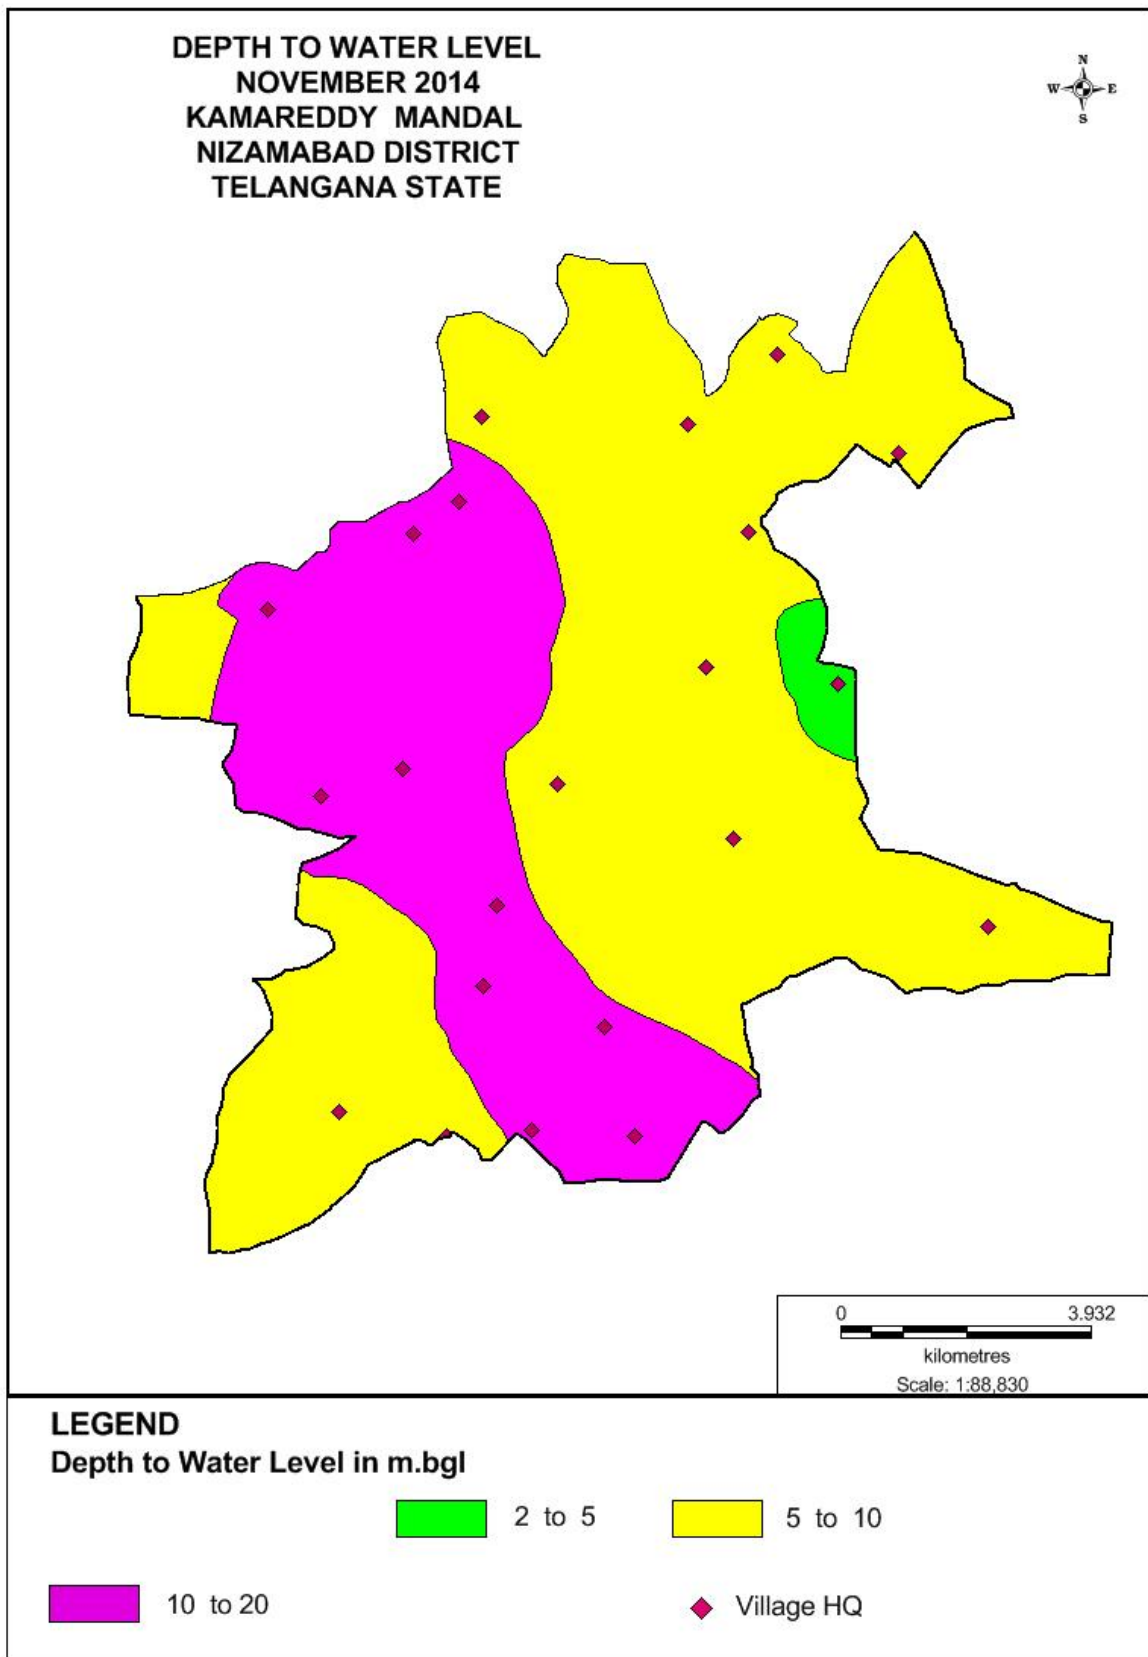 DEPTH TO WATER LEVEL
NOVEMBER 2014
KAMAREDDY MANDAL
NIZAMABAD DISTRICT
TELANGANA STATE
N
W E
S
0 3.932
kilometres
Scale: 1:88,830
LEGEND
Depth to Water Level in m.bgl
2 to 5 5 to 10
10 to 20 Village HQ